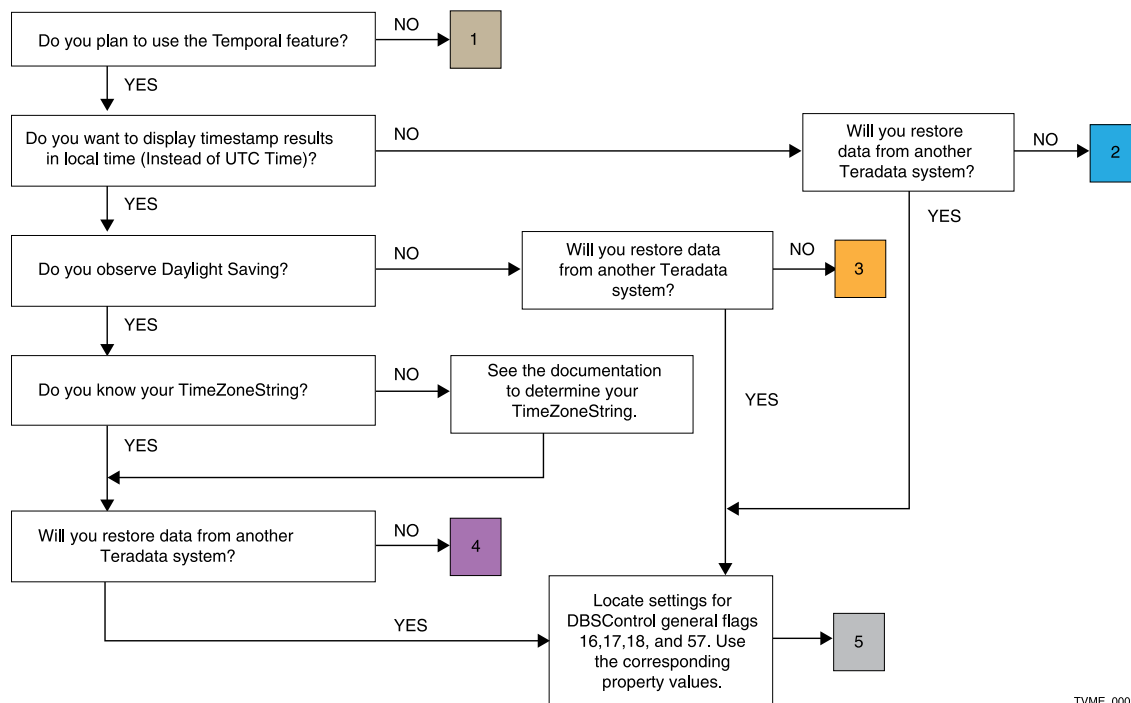 Do you plan to use the Temporal feature?
NO
1
YES
Do you want to display timestamp results
in local time (Instead of UTC Time)?
NO
Will you restore
data from another
Teradata system?
NO
2
YES
YES
Do you observe Daylight Saving?
NO
Will you restore data
from another Teradata
system?
NO
3
YES
YES
Do you know your TimeZoneString?
NO
See the documentation
to determine your
TimeZoneString.
YES
Will you restore data from another
Teradata system?
NO
4
YES
Locate settings for
DBSControl general flags
16,17,18, and 57. Use
the corresponding
property values.
5
TVME_000